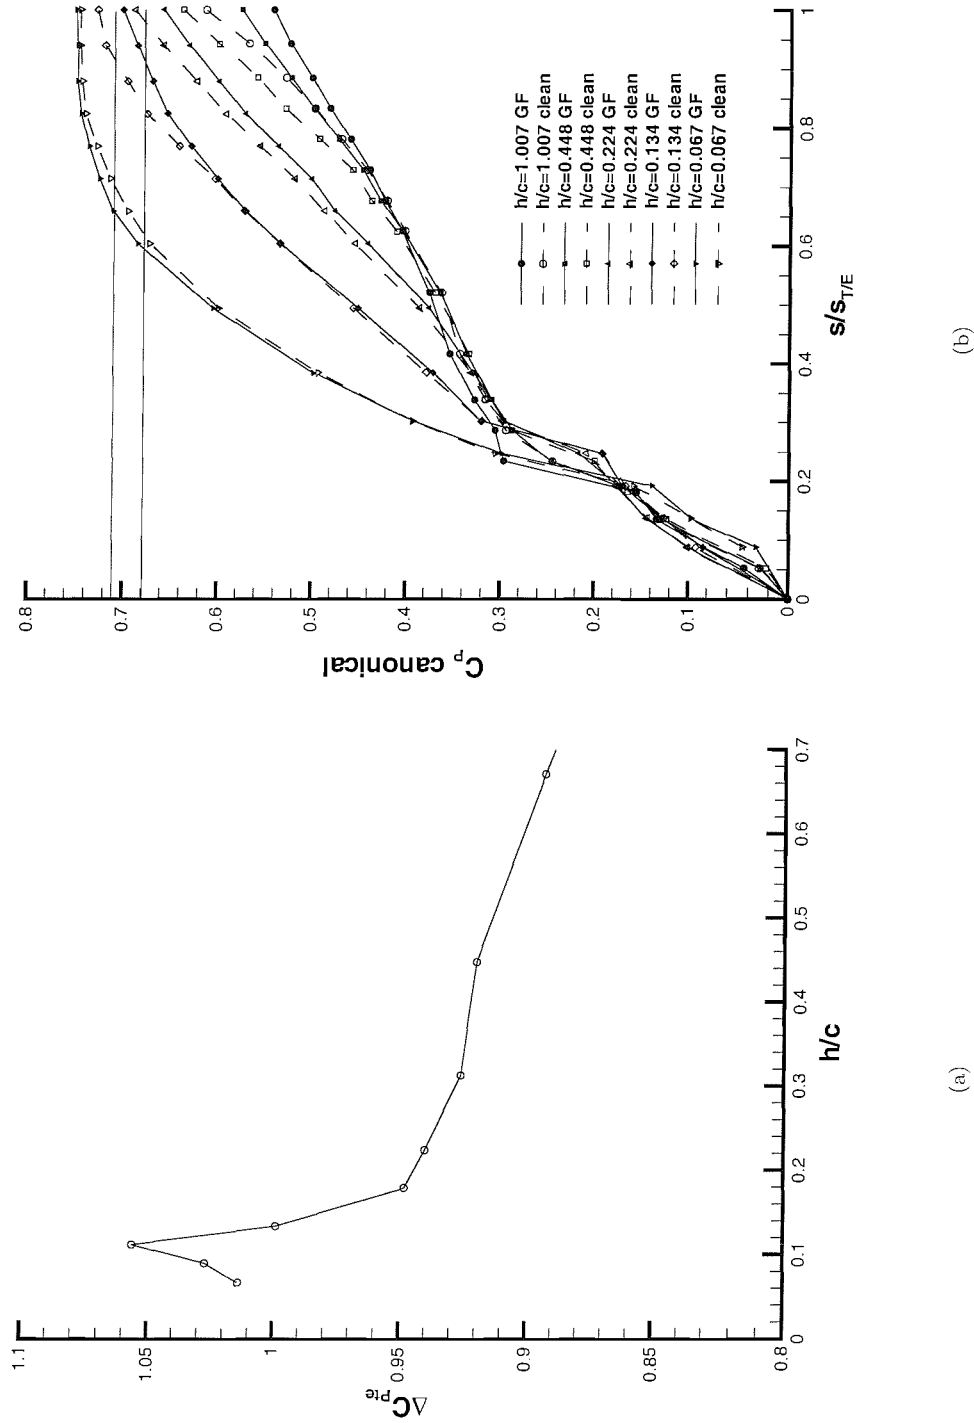 1.1
1.05
1
0.95
0.9
0.85
0.8
ΔC_Pte
0
0.1
0.2
0.3
0.4
0.5
0.6
0.7
h/c
(a)
0.8
0.7
0.6
0.5
0.4
0.3
0.2
0.1
0
C_P canonical
0
0.2
0.4
0.6
0.8
1
s/s_T/E
h/c=1.007 GF
h/c=1.007 clean
h/c=0.448 GF
h/c=0.448 clean
h/c=0.224 GF
h/c=0.224 clean
h/c=0.134 GF
h/c=0.134 clean
h/c=0.067 GF
h/c=0.067 clean
(b)